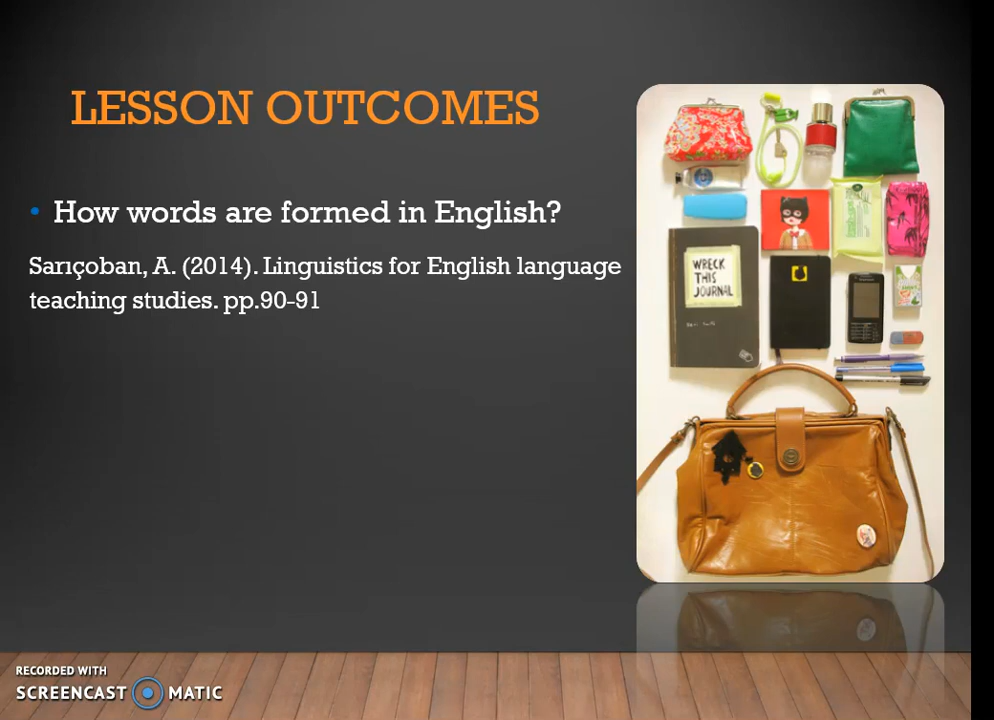 LESSON OUTCOMES
• How words are formed in English?
Sarıçoban, A. (2014). Linguistics for English language
teaching studies. pp.90-91
WRECK
THIS
JOURNAL
RECORDED WITH
SCREENCAST MATIC